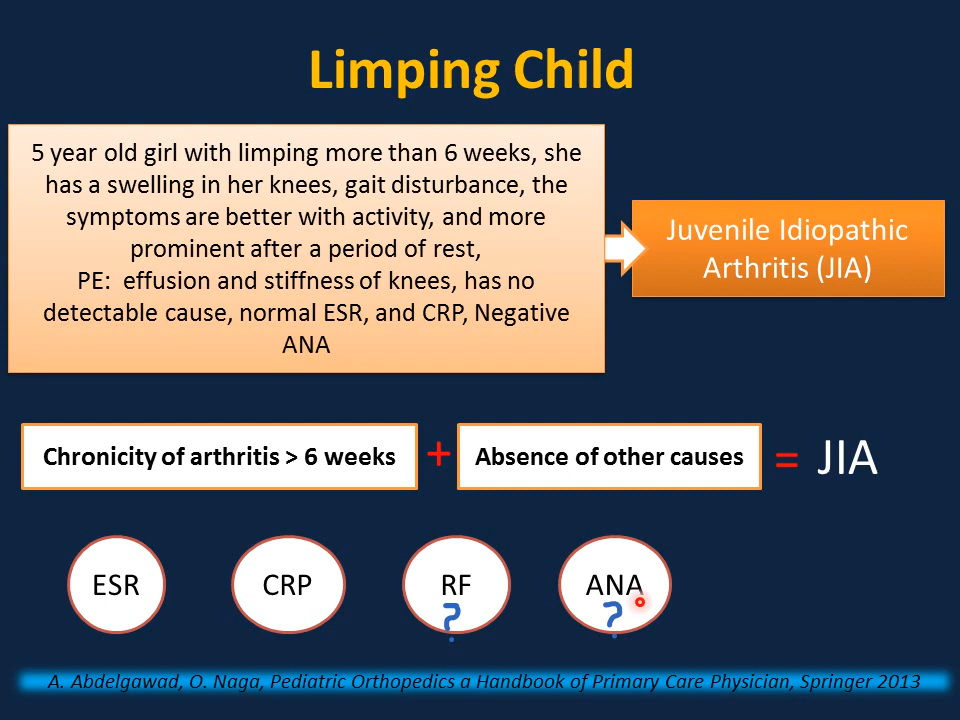 Limping Child
5 year old girl with limping more than 6 weeks, she
has a swelling in her knees, gait disturbance, the
symptoms are better with activity, and more
prominent after a period of rest,
PE:  effusion and stiffness of knees, has no
detectable cause, normal ESR, and CRP, Negative
ANA
Juvenile Idiopathic
Arthritis (JIA)
Chronicity of arthritis > 6 weeks
+
Absence of other causes
=
JIA
ESR
CRP
RF
?
ANA
?
A. Abdelgawad, O. Naga, Pediatric Orthopedics a Handbook of Primary Care Physician, Springer 2013